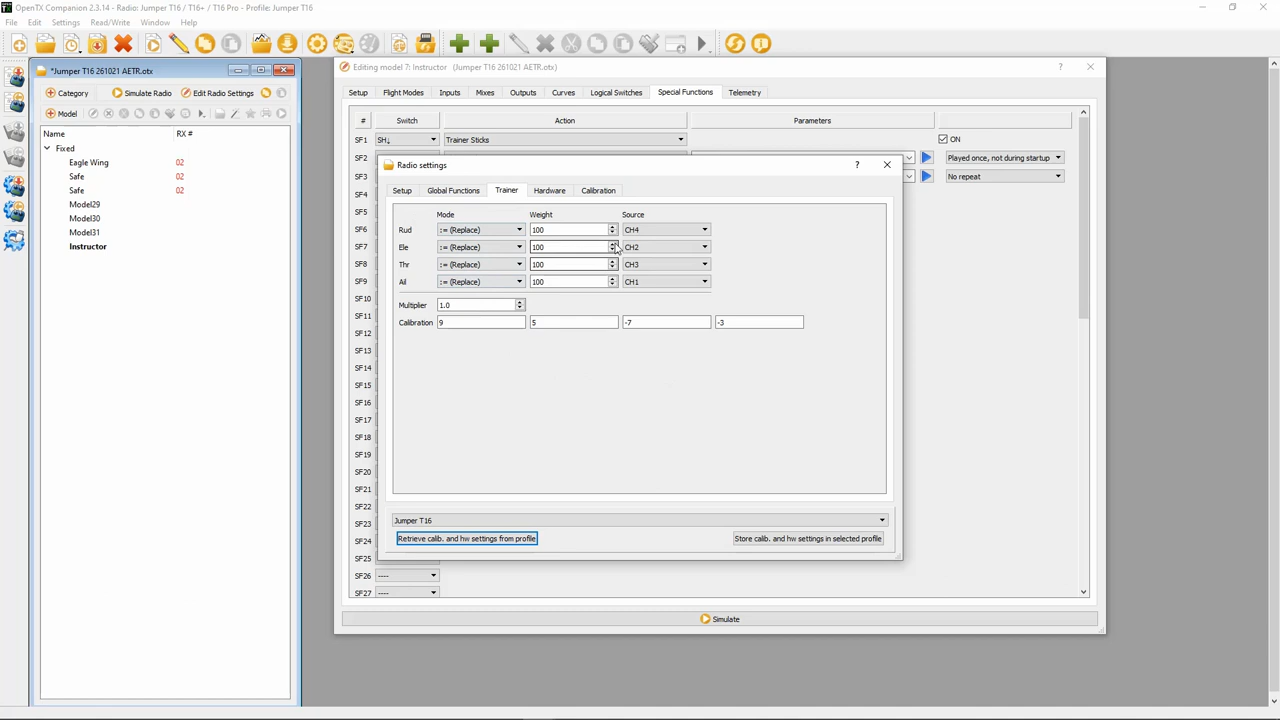 OpenTX Companion 2.3.14 - Radio: Jumper T16 / T16+ / T16 Pro - Profile: Jumper T16
File Edit Settings Read/Write Window Help
*Jumper T16 261021 AETR.otx
Category Simulate Radio Edit Radio Settings
Model
Name RX #
Fixed
Eagle Wing 02
Safe 02
Safe 02
Model29
Model30
Model31
Instructor
Editing model 7: Instructor (Jumper T16 261021 AETR.otx)
Setup Flight Modes Inputs Mixes Outputs Curves Logical Switches Special Functions Telemetry
# Switch Action Parameters
SF1 SH↓ Trainer Sticks ON
SF2 Played once, not during startup
SF3 No repeat
SF4
SF5
SF6
SF7
SF8
SF9
SF10
SF11
SF12
SF13
SF14
SF15
SF16
SF17
SF18
SF19
SF20
SF21
SF22
SF23
SF24
SF25
SF26 ----
SF27 ----
Simulate
Radio settings
Setup Global Functions Trainer Hardware Calibration
Mode Weight Source
Rud := (Replace) 100 CH4
Ele := (Replace) 100 CH2
Thr := (Replace) 100 CH3
Ail := (Replace) 100 CH1
Multiplier 1.0
Calibration 9 5 -7 -3
Jumper T16
Retrieve calib. and hw settings from profile Store calib. and hw settings in selected profile